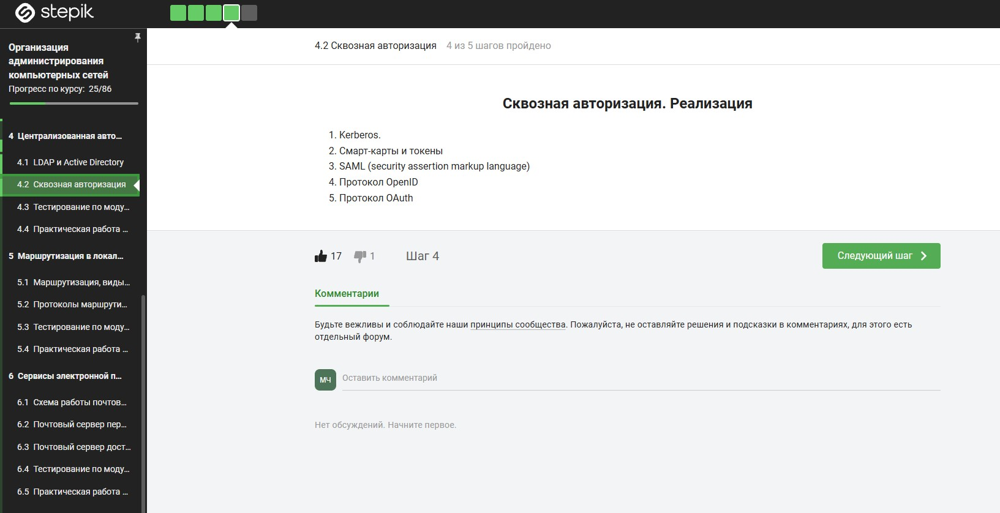 stepik
Организация
администрирования
компьютерных сетей
Прогресс по курсу: 25/86
4 Централизованная авто...
4.1 LDAP и Active Directory
4.2 Сквозная авторизация
4.3 Тестирование по моду...
4.4 Практическая работа ...
5 Маршрутизация в локал...
5.1 Маршрутизация, виды...
5.2 Протоколы маршрути...
5.3 Тестирование по моду...
5.4 Практическая работа ...
6 Сервисы электронной п...
6.1 Схема работы почтов...
6.2 Почтовый сервер пер...
6.3 Почтовый сервер дост...
6.4 Тестирование по моду...
6.5 Практическая работа ...
4.2 Сквозная авторизация 4 из 5 шагов пройдено
Сквозная авторизация. Реализация
1. Kerberos.
2. Смарт-карты и токены
3. SAML (security assertion markup language)
4. Протокол OpenID
5. Протокол OAuth
17 1 Шаг 4 Следующий шаг
Комментарии
Будьте вежливы и соблюдайте наши принципы сообщества. Пожалуйста, не оставляйте решения и подсказки в комментариях, для этого есть
отдельный форум.
МЧ Оставить комментарий
Нет обсуждений. Начните первое.